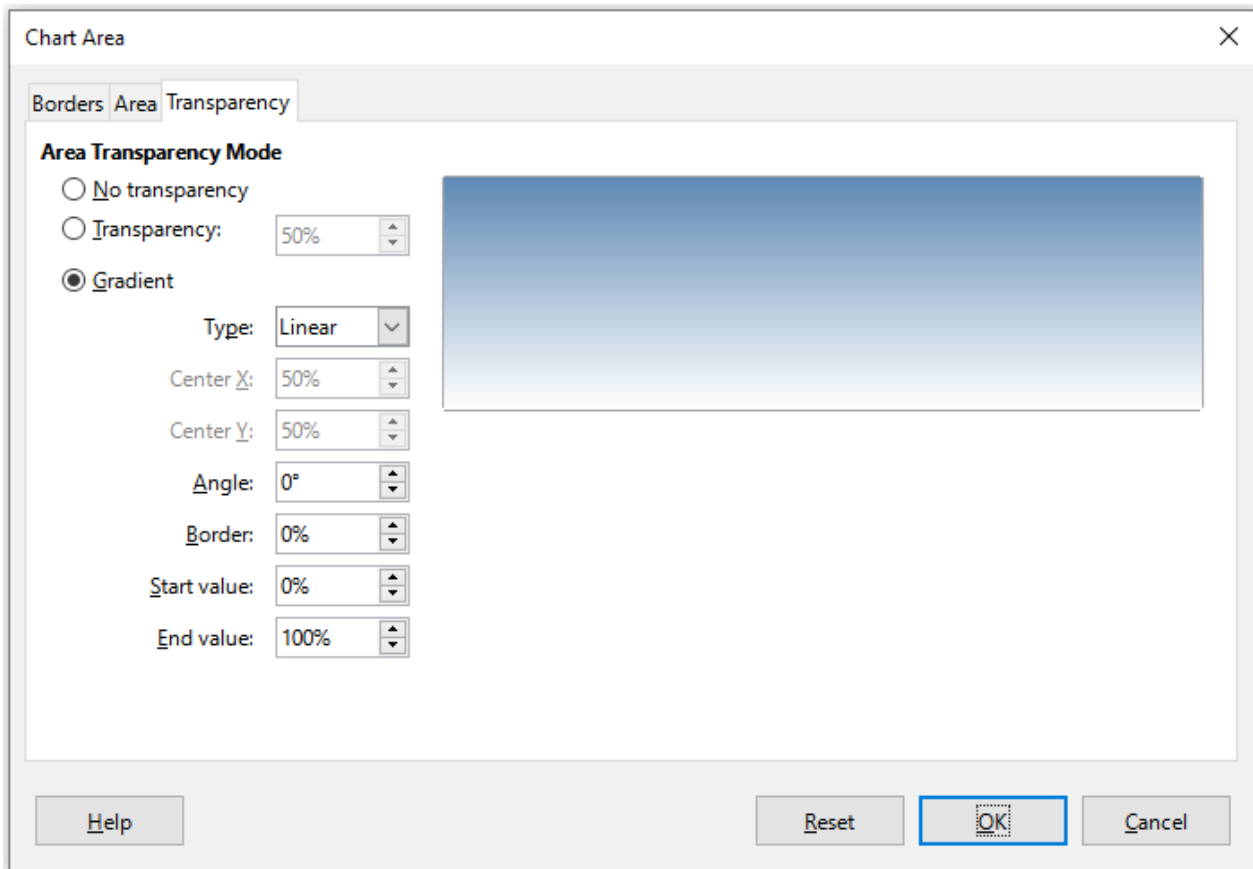 Chart Area
Borders Area Transparency
Area Transparency Mode
No transparency
Transparency: 50%
Gradient
Type: Linear
Center X: 50%
Center Y: 50%
Angle: 0°
Border: 0%
Start value: 0%
End value: 100%
Help Reset OK Cancel